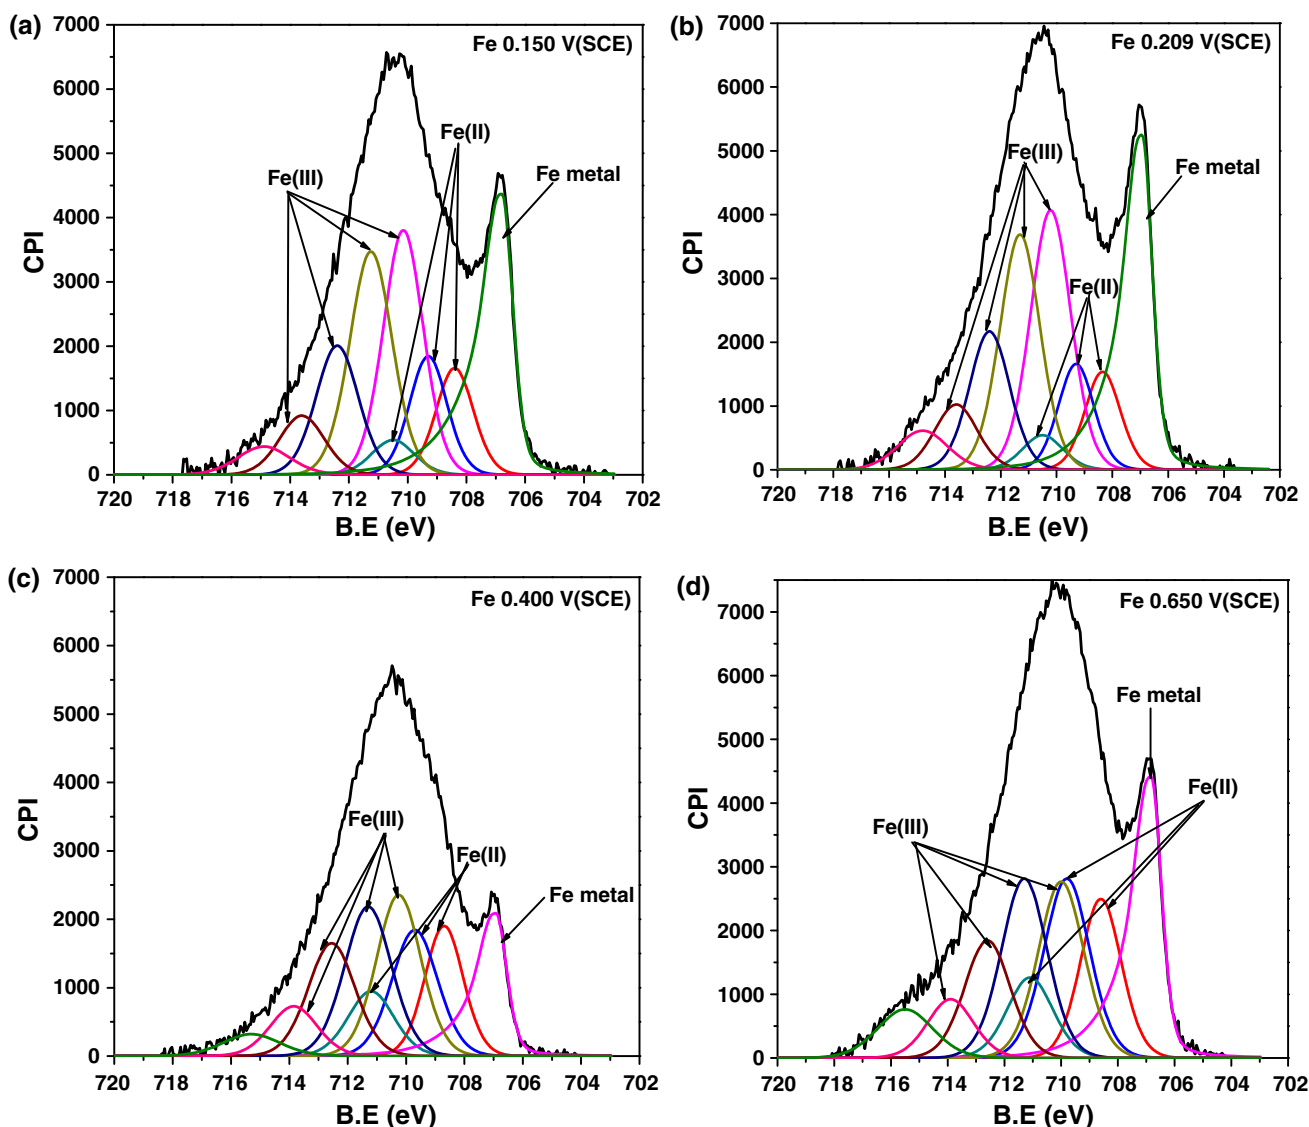 (a)
Fe 0.150 V(SCE)
7000
6000
5000
4000
3000
2000
1000
0
CPI
Fe(III)
Fe(II)
Fe metal
720 718 716 714 712 710 708 706 704 702
B.E (eV)
(b)
Fe 0.209 V(SCE)
7000
6000
5000
4000
3000
2000
1000
0
CPI
Fe(III)
Fe(II)
Fe metal
720 718 716 714 712 710 708 706 704 702
B.E (eV)
(c)
Fe 0.400 V(SCE)
7000
6000
5000
4000
3000
2000
1000
0
CPI
Fe(III)
Fe(II)
Fe metal
720 718 716 714 712 710 708 706 704 702
B.E (eV)
(d)
Fe 0.650 V(SCE)
7000
6000
5000
4000
3000
2000
1000
0
CPI
Fe metal
Fe(II)
Fe(III)
720 718 716 714 712 710 708 706 704 702
B.E (eV)